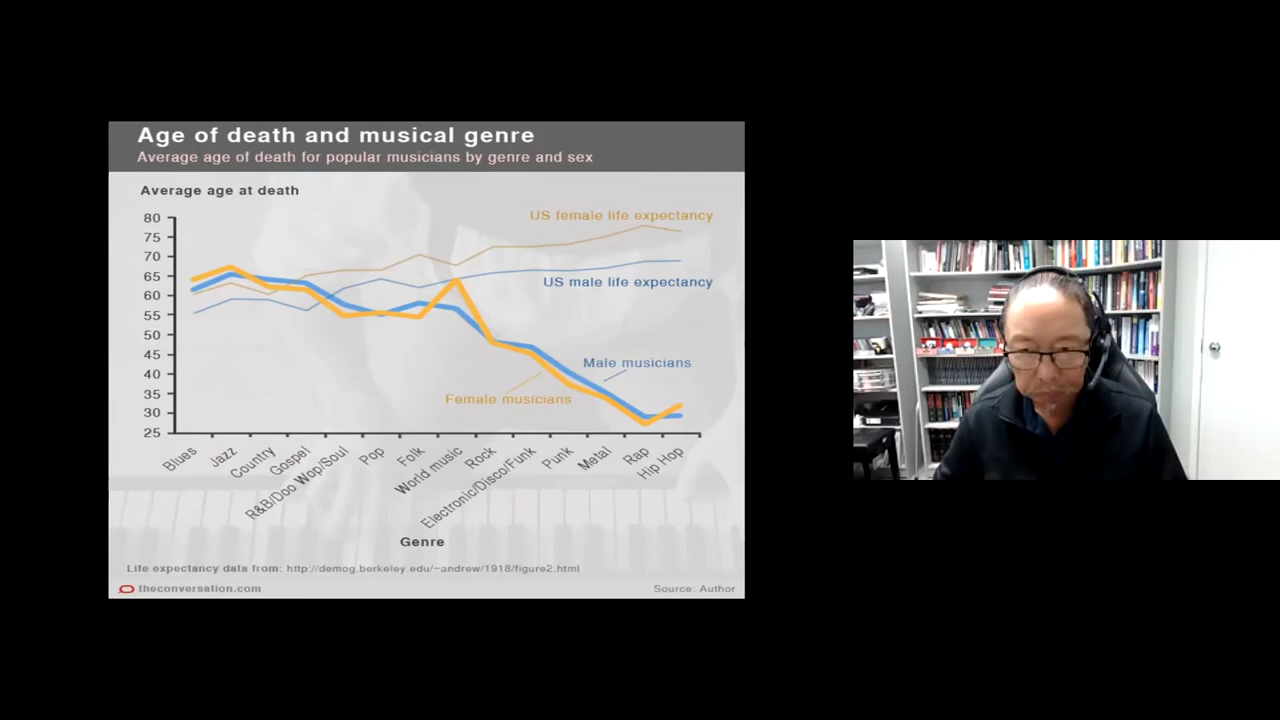 Age of death and musical genre
Average age of death for popular musicians by genre and sex
Average age at death
80
75
70
65
60
55
50
45
40
35
30
25
US female life expectancy
US male life expectancy
Male musicians
Female musicians
Blues
Jazz
Country
Gospel
R&B/Doo Wop/Soul
Pop
Folk
World music
Rock
Electronic/Disco/Funk
Punk
Metal
Rap
Hip Hop
Genre
Life expectancy data from: http://demog.berkeley.edu/~andrew/1918/figure2.html
theconversation.com
Source: Author